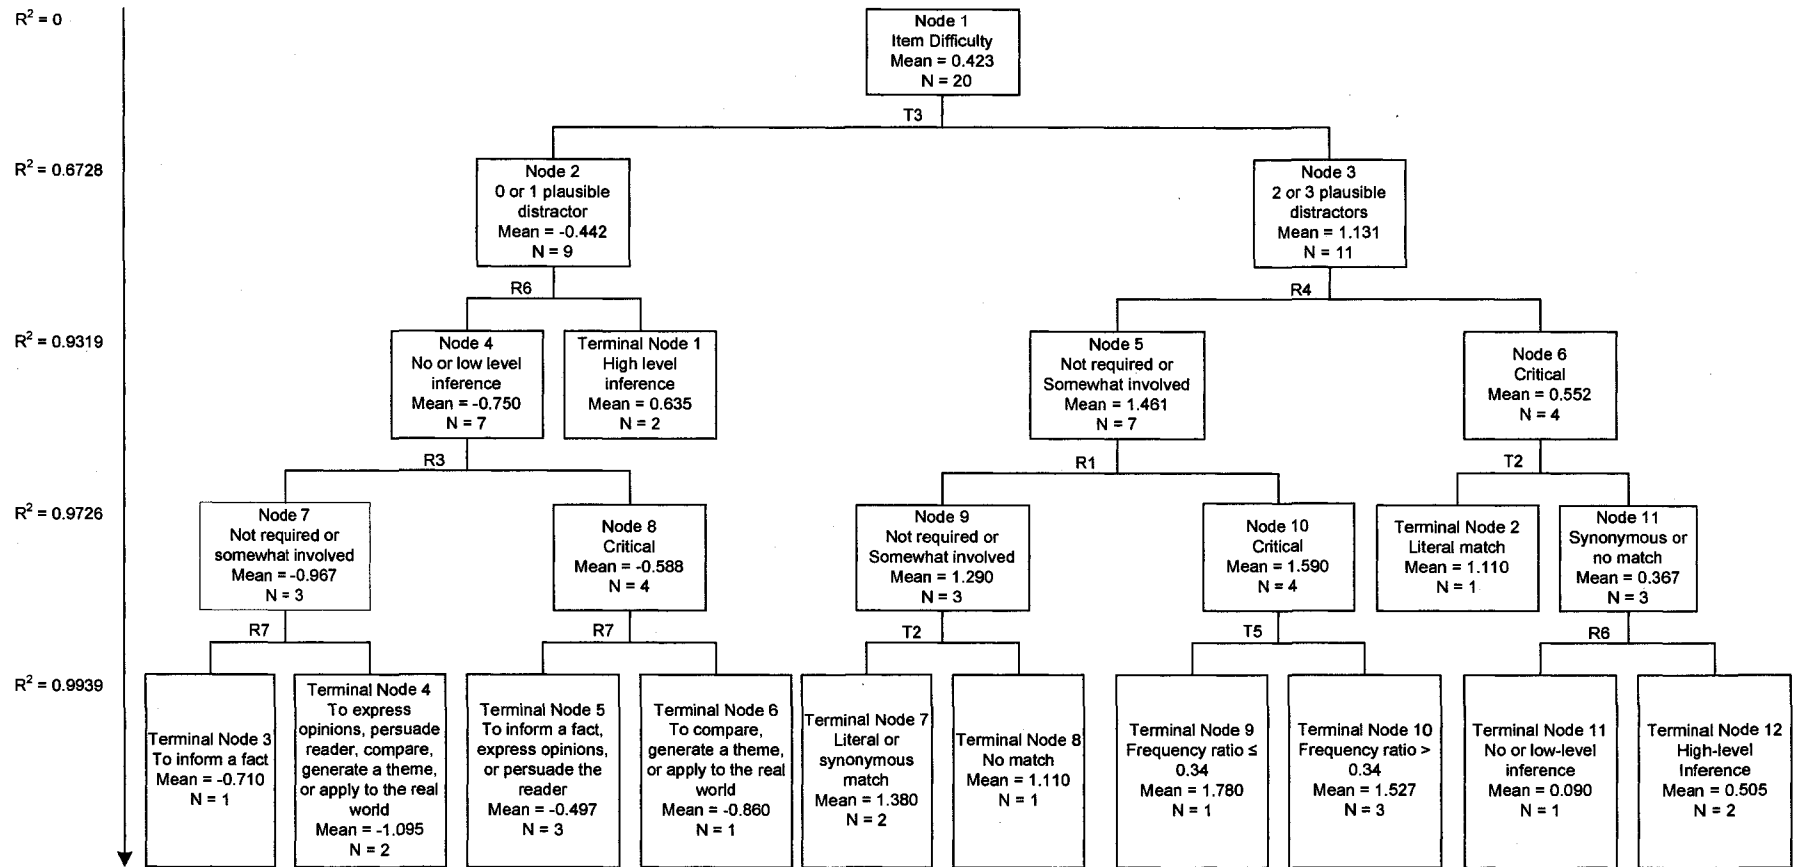 R² = 0
Node 1
Item Difficulty
Mean = 0.423
N = 20
T3
R² = 0.6728
Node 2
0 or 1 plausible
distractor
Mean = -0.442
N = 9
Node 3
2 or 3 plausible
distractors
Mean = 1.131
N = 11
R6
R4
R² = 0.9319
Node 4
No or low level
inference
Mean = -0.750
N = 7
Terminal Node 1
High level
inference
Mean = 0.635
N = 2
Node 5
Not required or
Somewhat involved
Mean = 1.461
N = 7
Node 6
Critical
Mean = 0.552
N = 4
R3
R1
T2
R² = 0.9726
Node 7
Not required or
somewhat involved
Mean = -0.967
N = 3
Node 8
Critical
Mean = -0.588
N = 4
Node 9
Not required or
Somewhat involved
Mean = 1.290
N = 3
Node 10
Critical
Mean = 1.590
N = 4
Terminal Node 2
Literal match
Mean = 1.110
N = 1
Node 11
Synonymous or
no match
Mean = 0.367
N = 3
R7
R7
T2
T5
R6
R² = 0.9939
Terminal Node 3
To inform a fact
Mean = -0.710
N = 1
Terminal Node 4
To express
opinions, persuade
reader, compare,
generate a theme,
or apply to the real
world
Mean = -1.095
N = 2
Terminal Node 5
To inform a fact,
express opinions,
or persuade the
reader
Mean = -0.497
N = 3
Terminal Node 6
To compare,
generate a theme,
or apply to the real
world
Mean = -0.860
N = 1
Terminal Node 7
Literal or
synonymous
match
Mean = 1.380
N = 2
Terminal Node 8
No match
Mean = 1.110
N = 1
Terminal Node 9
Frequency ratio ≤
0.34
Mean = 1.780
N = 1
Terminal Node 10
Frequency ratio >
0.34
Mean = 1.527
N = 3
Terminal Node 11
No or low-level
inference
Mean = 0.090
N = 1
Terminal Node 12
High-level
Inference
Mean = 0.505
N = 2